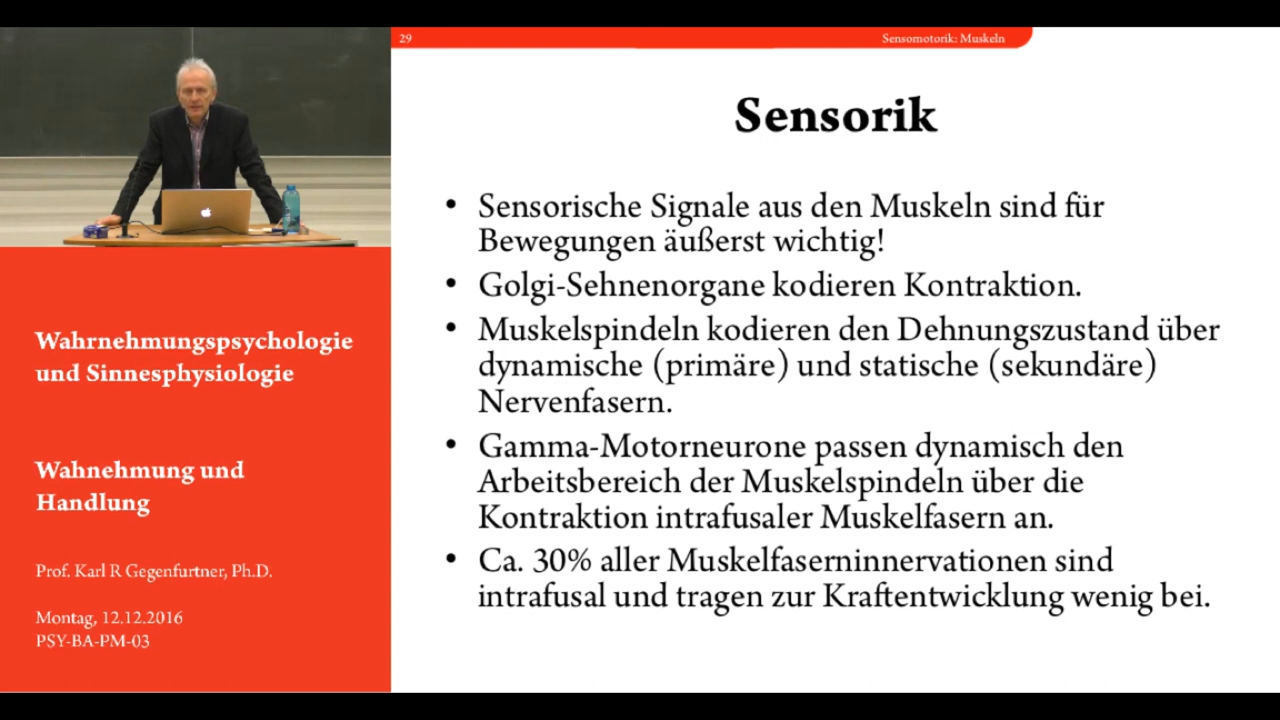 29
Sensomotorik: Muskeln
Sensorik
• Sensorische Signale aus den Muskeln sind für
Bewegungen äußerst wichtig!
• Golgi-Sehnenorgane kodieren Kontraktion.
• Muskelspindeln kodieren den Dehnungszustand über
dynamische (primäre) und statische (sekundäre)
Nervenfasern.
• Gamma-Motorneurone passen dynamisch den
Arbeitsbereich der Muskelspindeln über die
Kontraktion intrafusaler Muskelfasern an.
• Ca. 30% aller Muskelfaserninnervationen sind
intrafusal und tragen zur Kraftentwicklung wenig bei.
Wahrnehmungspsychologie
und Sinnesphysiologie
Wahnehmung und
Handlung
Prof. Karl R Gegenfurtner, Ph.D.
Montag, 12.12.2016
PSY-BA-PM-03